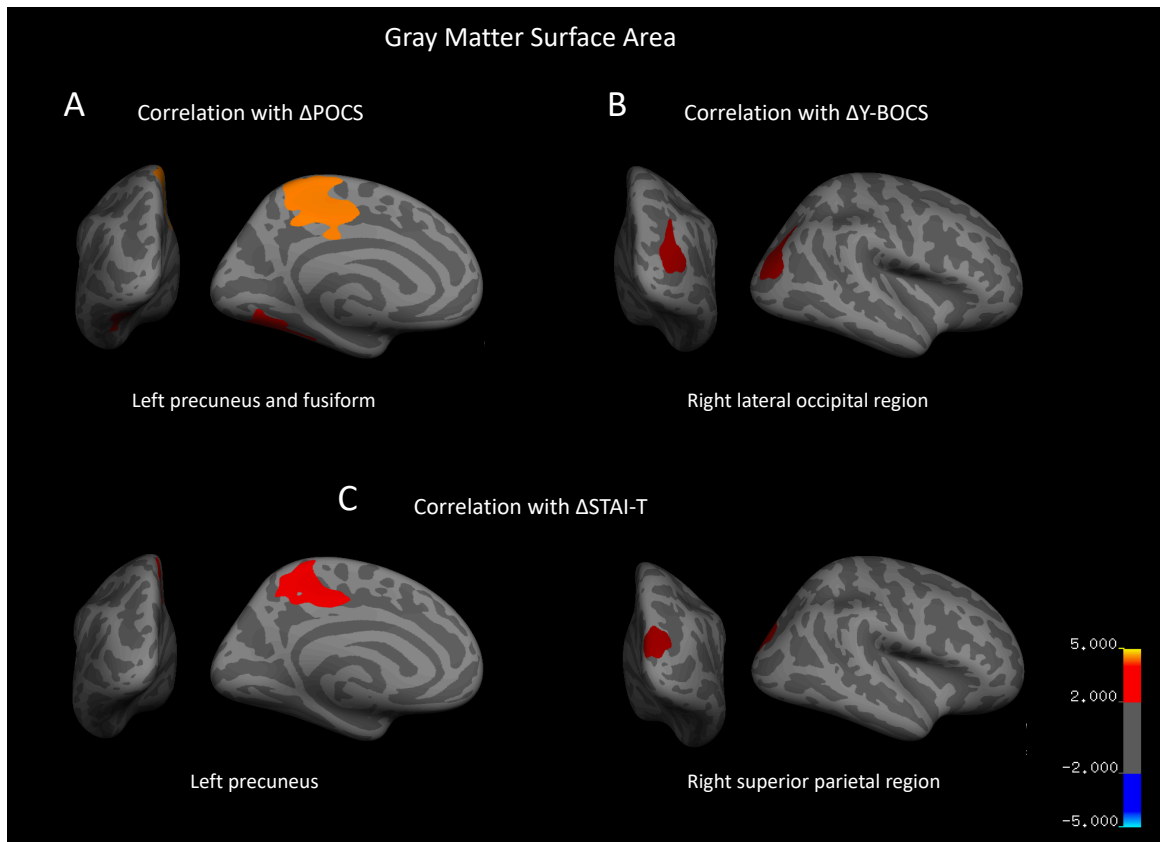 Gray Matter Surface Area
A
Correlation with ΔPOCS
B
Correlation with ΔY-BOCS
Left precuneus and fusiform
Right lateral occipital region
C
Correlation with ΔSTAI-T
Left precuneus
Right superior parietal region
5.000
2.000
-2.000
-5.000